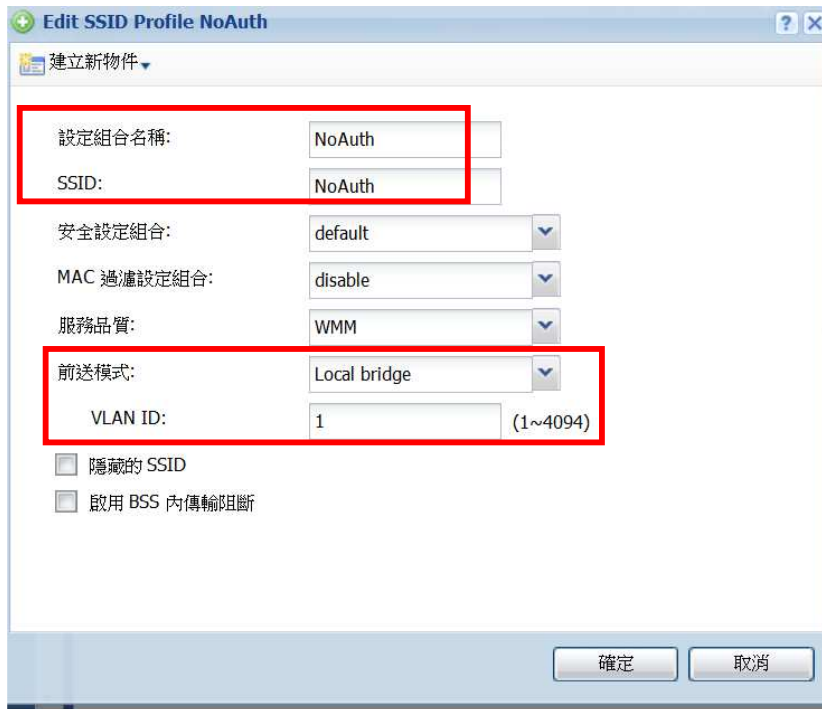 Edit SSID Profile NoAuth
建立新物件
設定組合名稱: NoAuth
SSID: NoAuth
安全設定組合: default
MAC 過濾設定組合: disable
服務品質: WMM
前送模式: Local bridge
VLAN ID: 1 (1~4094)
隱藏的 SSID
啟用 BSS 內傳輸阻斷
確定 取消